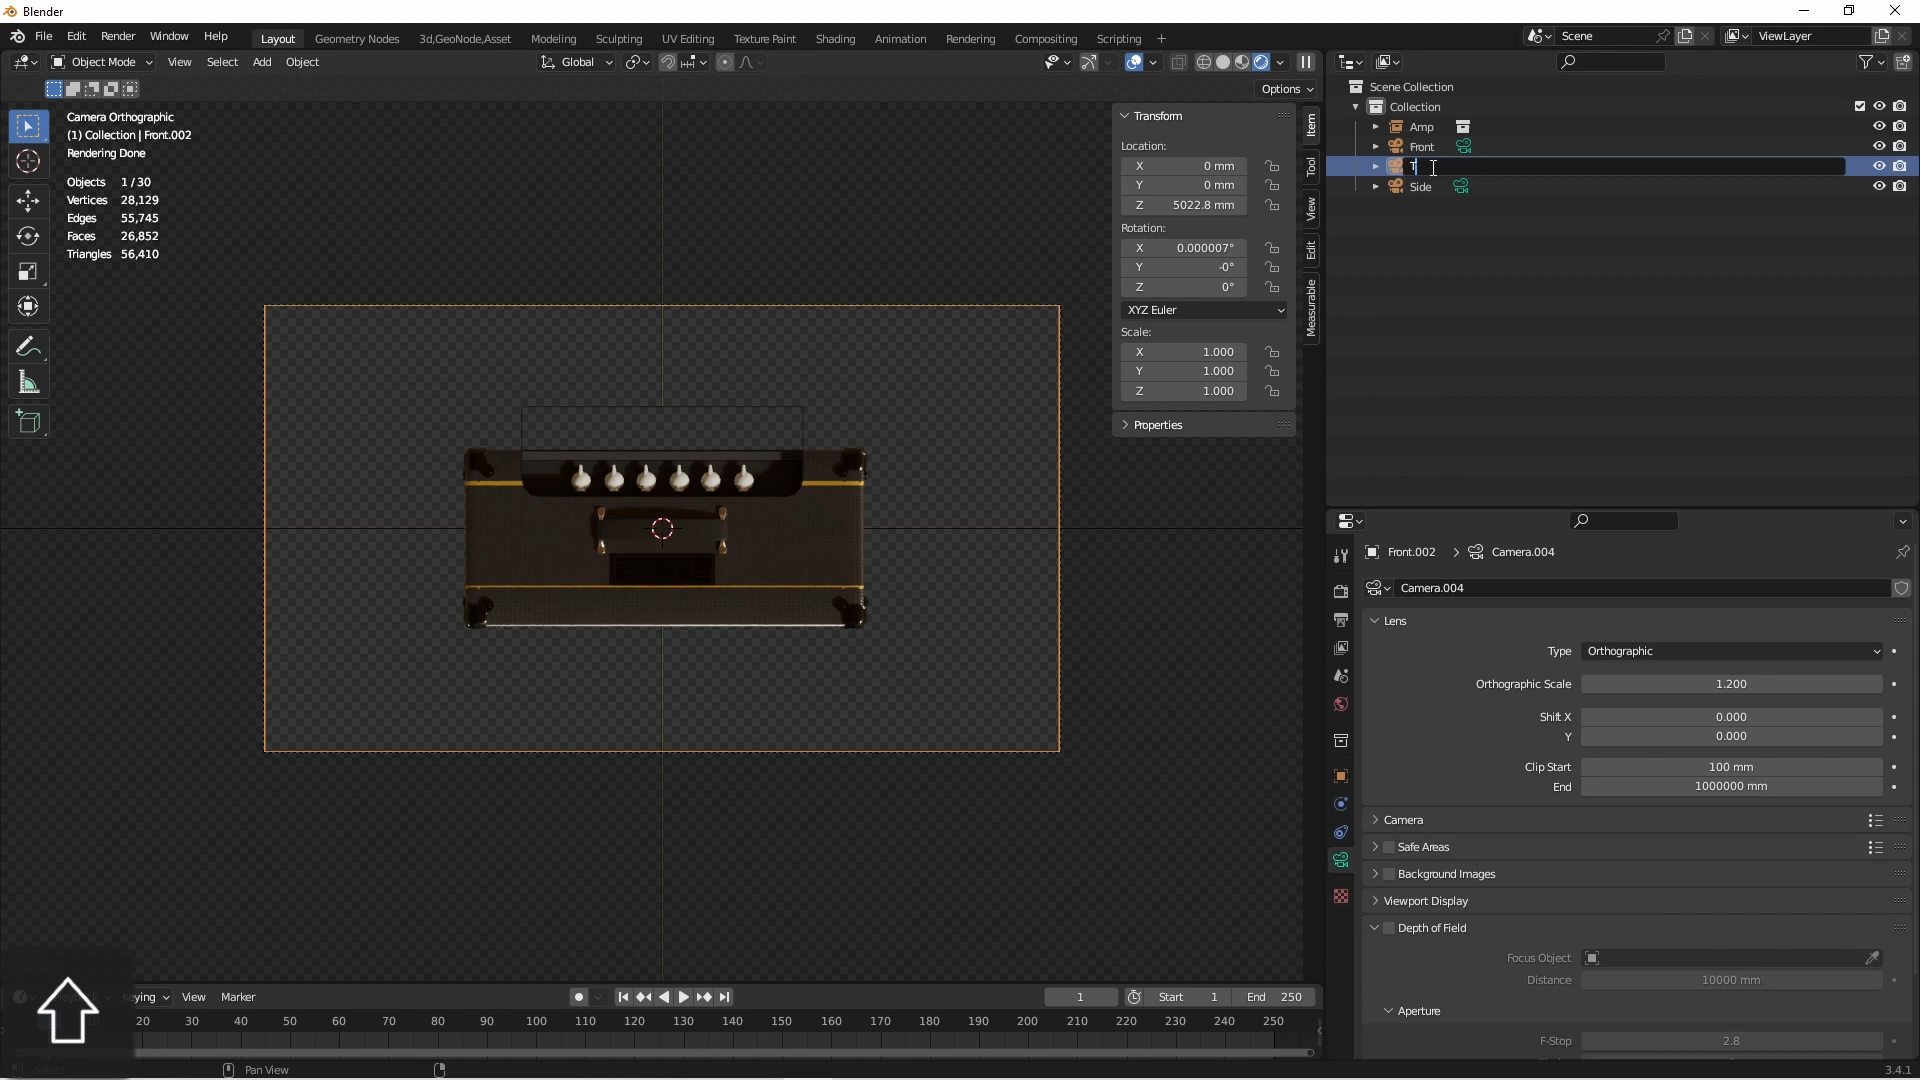 Blender
File Edit Render Window Help Layout Geometry Nodes 3d,GeoNode,Asset Modeling Sculpting UV Editing Texture Paint Shading Animation Rendering Compositing Scripting + Scene ViewLayer
Object Mode View Select Add Object Global
Options
Camera Orthographic
(1) Collection | Front.002
Rendering Done
Objects 1 / 30
Vertices 28,129
Edges 55,745
Faces 26,852
Triangles 56,410
Transform
Location:
X 0 mm
Y 0 mm
Z 5022.8 mm
Rotation:
X 0.000007°
Y -0°
Z 0°
XYZ Euler
Scale:
X 1.000
Y 1.000
Z 1.000
Properties
Item
Tool
View
Edit
Measurable
Scene Collection
Collection
Amp
Front
T
Side
Front.002 > Camera.004
Camera.004
Lens
Type Orthographic
Orthographic Scale 1.200
Shift X 0.000
Y 0.000
Clip Start 100 mm
End 1000000 mm
Camera
Safe Areas
Background Images
Viewport Display
Depth of Field
Focus Object
Distance 10000 mm
Aperture
F-Stop 2.8
Keying View Marker 1 Start 1 End 250
20 30 40 50 60 70 80 90 100 110 120 130 140 150 160 170 180 190 200 210 220 230 240 250
Select Pan View 3.4.1